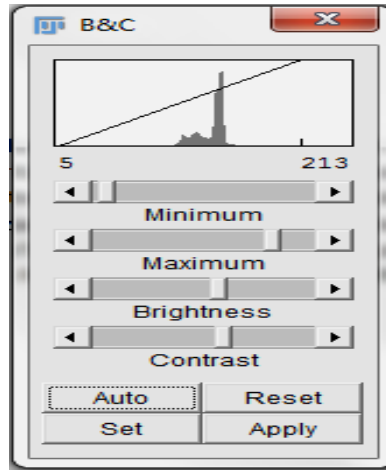 B&C
5 213
Minimum
Maximum
Brightness
Contrast
Auto Reset
Set Apply